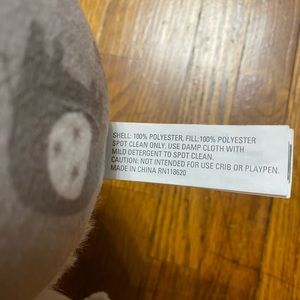 SHELL: 100% POLYESTER, FILL:100% POLYESTER
SPOT CLEAN ONLY. USE DAMP CLOTH WITH
MILD DETERGENT TO SPOT CLEAN.
CAUTION: NOT INTENDED FOR USE CRIB OR PLAYPEN.
MADE IN CHINA RN118620